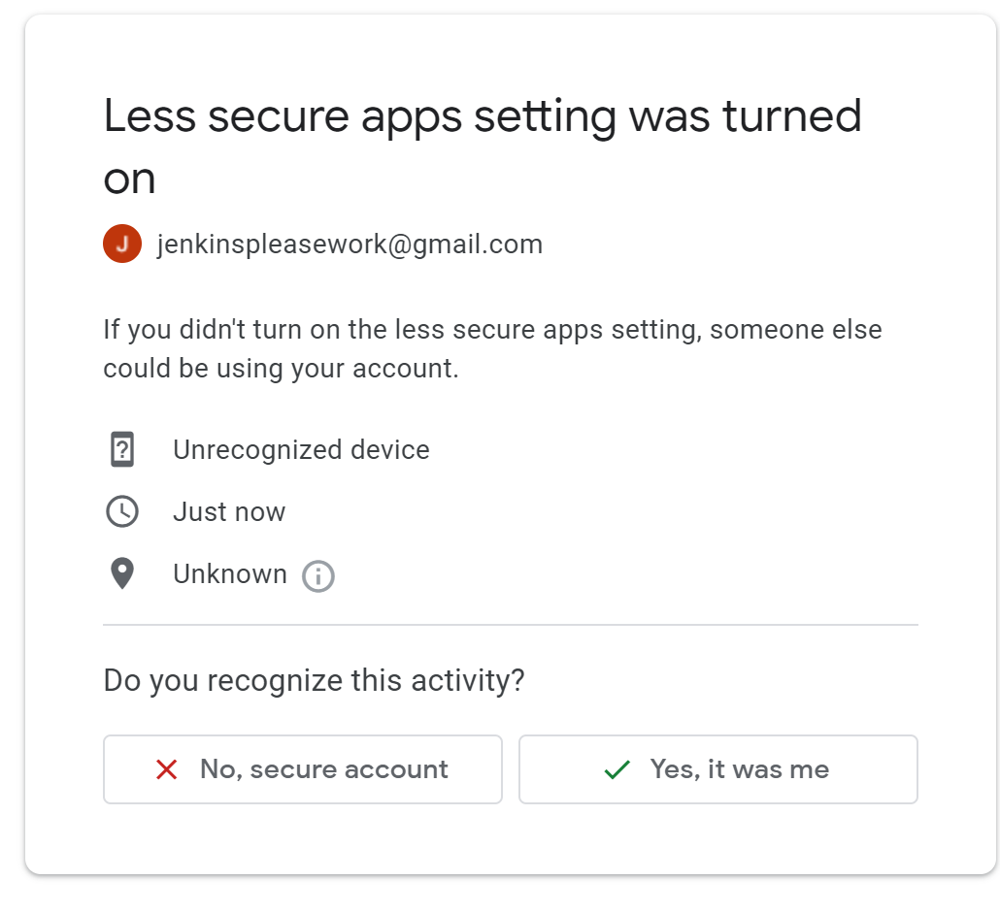 Less secure apps setting was turned
on
J
jenkinspleasework@gmail.com
If you didn't turn on the less secure apps setting, someone else
could be using your account.
Unrecognized device
Just now
Unknown
Do you recognize this activity?
No, secure account
Yes, it was me